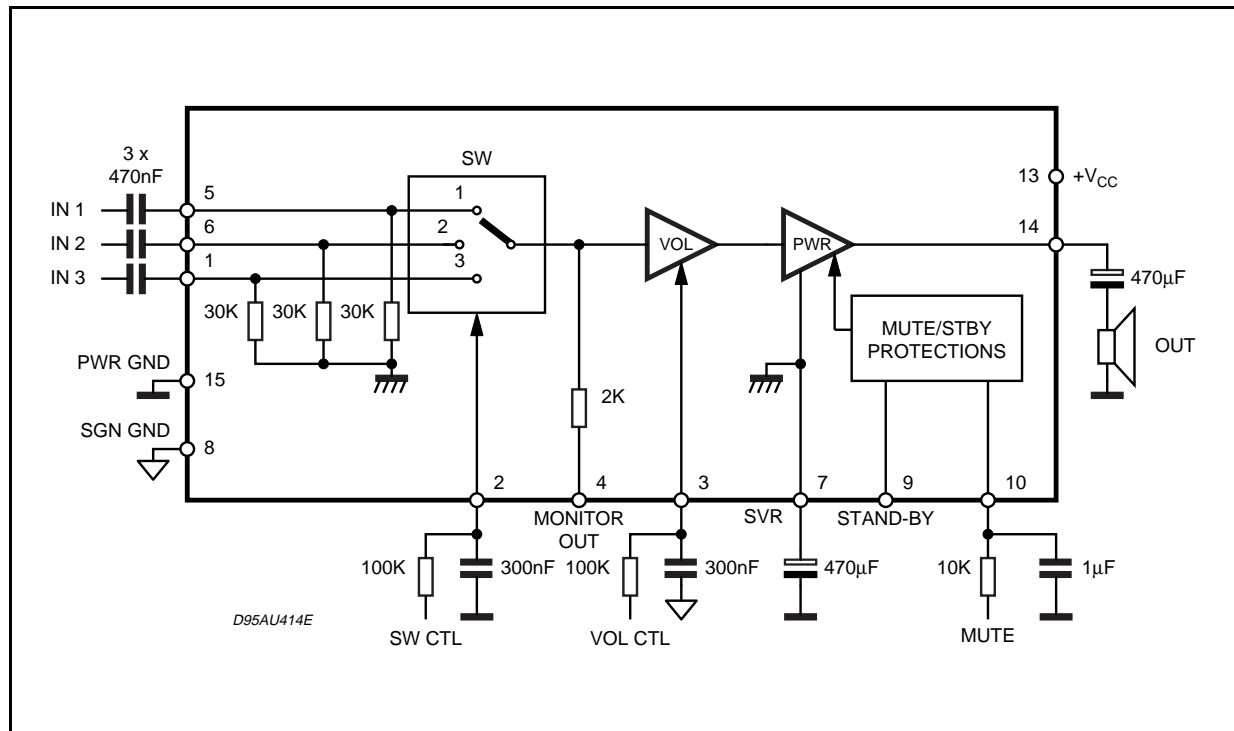 3 x
470nF
SW
IN 1
5
1
IN 2
6
2
IN 3
1
3
13
+VCC
14
VOL
PWR
470µF
30K
30K
30K
MUTE/STBY
PROTECTIONS
OUT
PWR GND
15
2K
SGN GND
8
2
4
3
7
9
10
MONITOR
OUT
SVR
STAND-BY
100K
300nF
100K
300nF
470µF
10K
1µF
D95AU414E
SW CTL
VOL CTL
MUTE